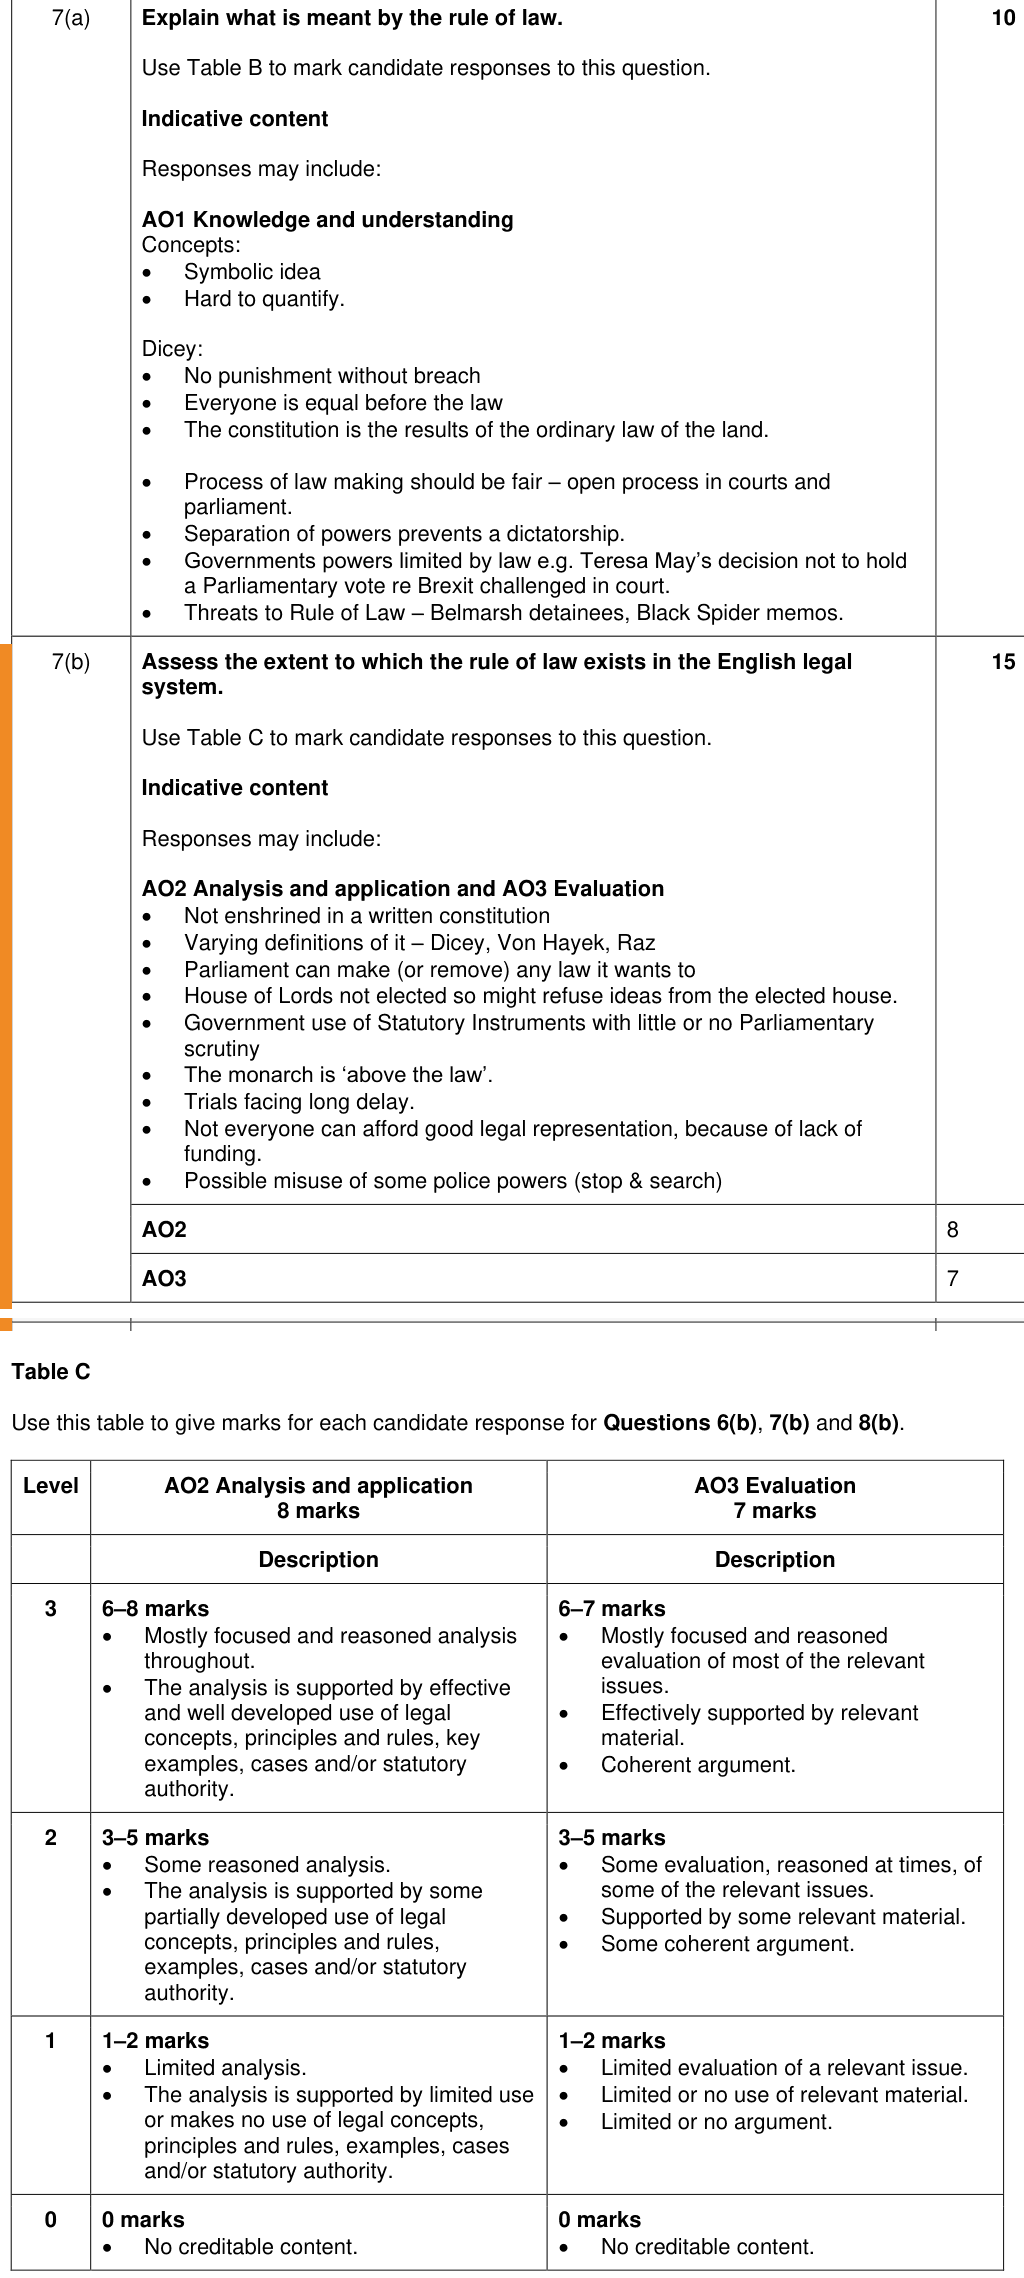 7(a) Explain what is meant by the rule of law. 10
Use Table B to mark candidate responses to this question.
Indicative content
Responses may include:
AO1 Knowledge and understanding
Concepts:
• Symbolic idea
• Hard to quantify.
Dicey:
• No punishment without breach
• Everyone is equal before the law
• The constitution is the results of the ordinary law of the land.
• Process of law making should be fair – open process in courts and
parliament.
• Separation of powers prevents a dictatorship.
• Governments powers limited by law e.g. Teresa May’s decision not to hold
a Parliamentary vote re Brexit challenged in court.
• Threats to Rule of Law – Belmarsh detainees, Black Spider memos.
7(b) Assess the extent to which the rule of law exists in the English legal 15
system.
Use Table C to mark candidate responses to this question.
Indicative content
Responses may include:
AO2 Analysis and application and AO3 Evaluation
• Not enshrined in a written constitution
• Varying definitions of it – Dicey, Von Hayek, Raz
• Parliament can make (or remove) any law it wants to
• House of Lords not elected so might refuse ideas from the elected house.
• Government use of Statutory Instruments with little or no Parliamentary
scrutiny
• The monarch is ‘above the law’.
• Trials facing long delay.
• Not everyone can afford good legal representation, because of lack of
funding.
• Possible misuse of some police powers (stop & search)
AO2 8
AO3 7
Table C
Use this table to give marks for each candidate response for Questions 6(b), 7(b) and 8(b).
Level
AO2 Analysis and application
8 marks
AO3 Evaluation
7 marks
Description
Description
3
6–8 marks
• Mostly focused and reasoned analysis
throughout.
• The analysis is supported by effective
and well developed use of legal
concepts, principles and rules, key
examples, cases and/or statutory
authority.
6–7 marks
• Mostly focused and reasoned
evaluation of most of the relevant
issues.
• Effectively supported by relevant
material.
• Coherent argument.
2
3–5 marks
• Some reasoned analysis.
• The analysis is supported by some
partially developed use of legal
concepts, principles and rules,
examples, cases and/or statutory
authority.
3–5 marks
• Some evaluation, reasoned at times, of
some of the relevant issues.
• Supported by some relevant material.
• Some coherent argument.
1
1–2 marks
• Limited analysis.
• The analysis is supported by limited use
or makes no use of legal concepts,
principles and rules, examples, cases
and/or statutory authority.
1–2 marks
• Limited evaluation of a relevant issue.
• Limited or no use of relevant material.
• Limited or no argument.
0
0 marks
• No creditable content.
0 marks
• No creditable content.